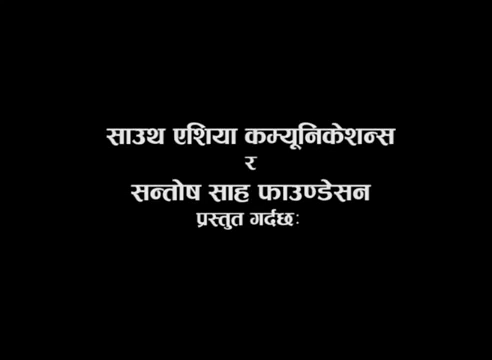 साउथ एशिया कम्यूनिकेशन्स
र
सन्तोष साह फाउण्डेसन
प्रस्तुत गर्दछः